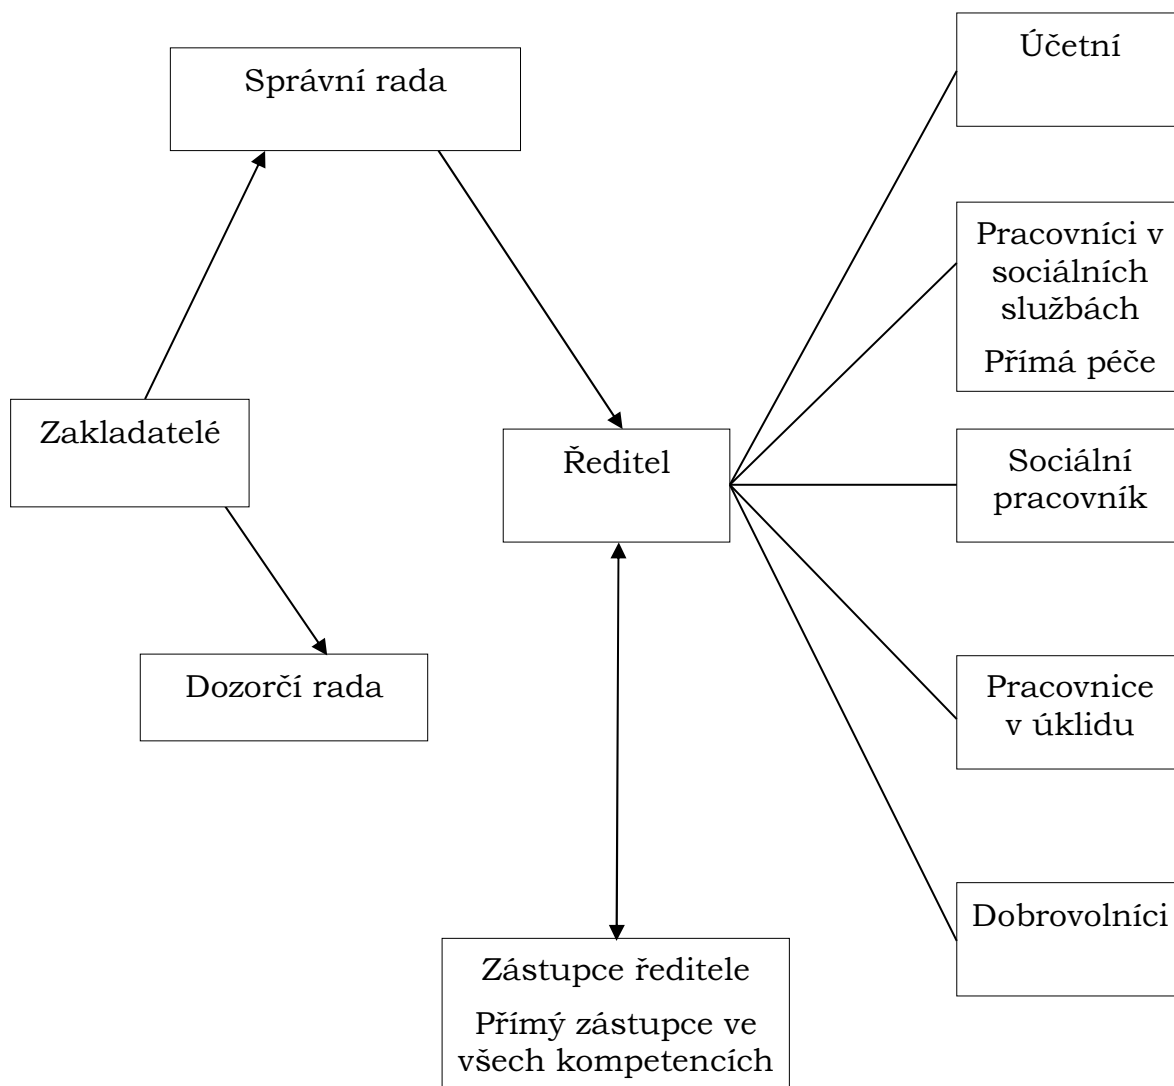 Účetní
Správní rada
Pracovníci v
sociálních
službách
Přímá péče
Zakladatelé
Ředitel
Sociální
pracovník
Dozorčí rada
Pracovnice
v úklidu
Dobrovolníci
Zástupce ředitele
Přímý zástupce ve
všech kompetencích